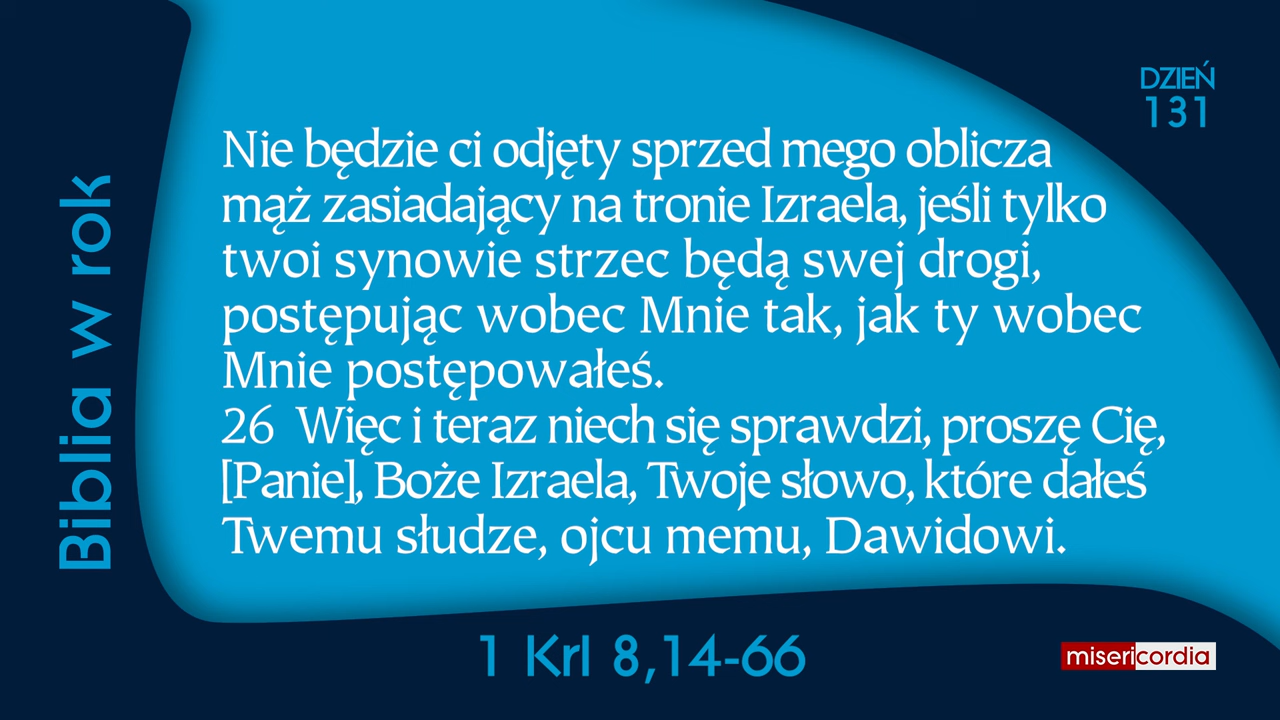 DZIEŃ
131
Biblia w rok
Nie będzie ci odjęty sprzed mego oblicza
mąż zasiadający na tronie Izraela, jeśli tylko
twoi synowie strzec będą swej drogi,
postępując wobec Mnie tak, jak ty wobec
Mnie postępowałeś.
26 Więc i teraz niech się sprawdzi, proszę Cię,
[Panie], Boże Izraela, Twoje słowo, które dałeś
Twemu słudze, ojcu memu, Dawidowi.
1 Krl 8,14-66
misericordia